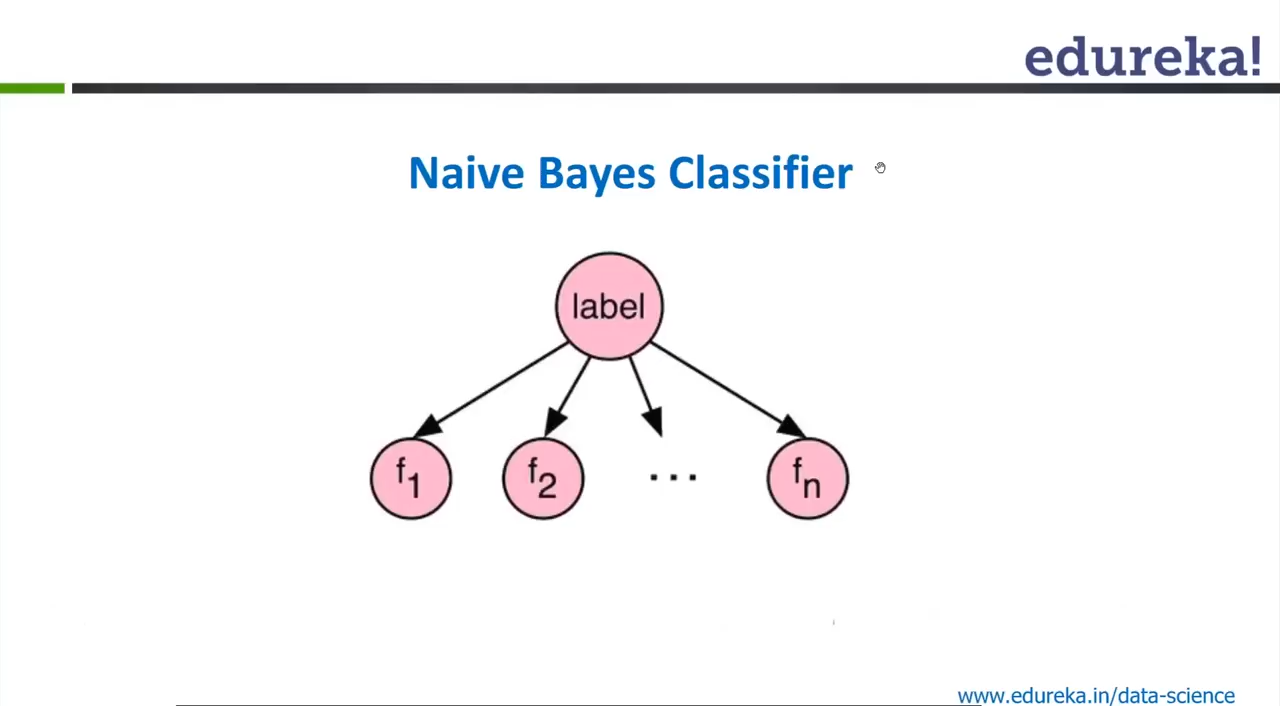 edureka!
Naive Bayes Classifier
label
f1 f2 ... fn
www.edureka.in/data-science